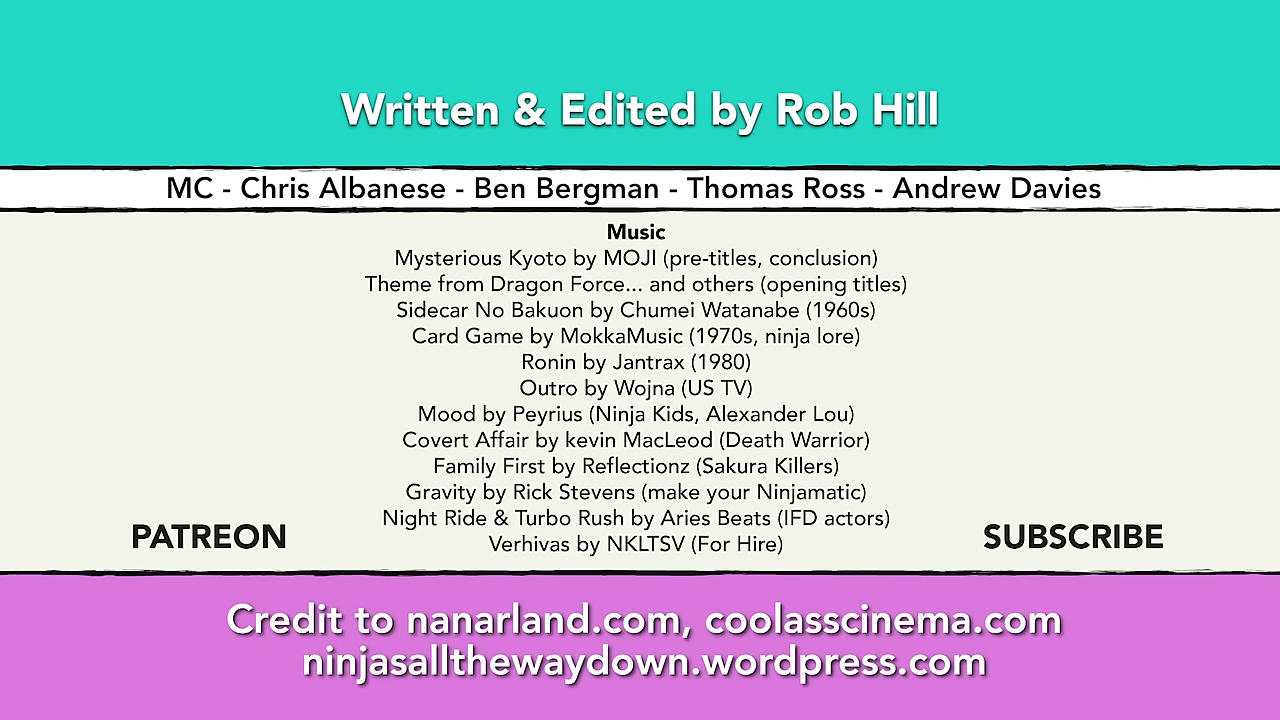 Written & Edited by Rob Hill
MC - Chris Albanese - Ben Bergman - Thomas Ross - Andrew Davies
Music
Mysterious Kyoto by MOJI (pre-titles, conclusion)
Theme from Dragon Force... and others (opening titles)
Sidecar No Bakuon by Chumei Watanabe (1960s)
Card Game by MokkaMusic (1970s, ninja lore)
Ronin by Jantrax (1980)
Outro by Wojna (US TV)
Mood by Peyrius (Ninja Kids, Alexander Lou)
Covert Affair by kevin MacLeod (Death Warrior)
Family First by Reflectionz (Sakura Killers)
Gravity by Rick Stevens (make your Ninjamatic)
Night Ride & Turbo Rush by Aries Beats (IFD actors)
Verhivas by NKLTSV (For Hire)
PATREON
SUBSCRIBE
Credit to nanarland.com, coolasscinema.com
ninjasallthewaydown.wordpress.com